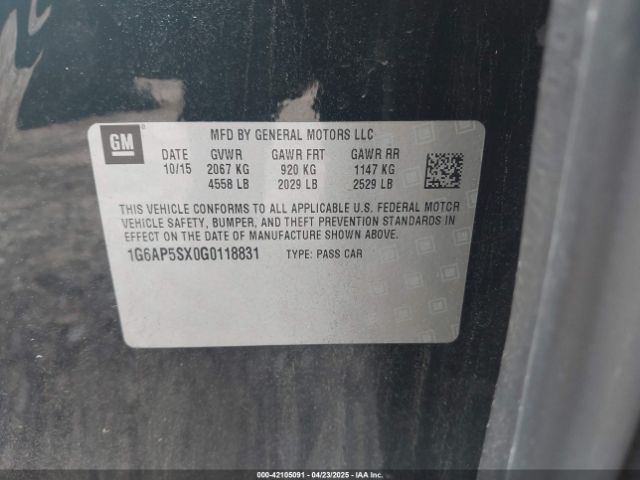 GM ®
MFD BY GENERAL MOTORS LLC
DATE GVWR GAWR FRT GAWR RR
10/15 2067 KG 920 KG 1147 KG
4558 LB 2029 LB 2529 LB
THIS VEHICLE CONFORMS TO ALL APPLICABLE U.S. FEDERAL MOTOR
VEHICLE SAFETY, BUMPER, AND THEFT PREVENTION STANDARDS
IN EFFECT ON THE DATE OF MANUFACTURE SHOWN ABOVE.
1G6AP5SX0G0118831 TYPE: PASS CAR
000-42105091 - 04/23/2025 - IAAI.com